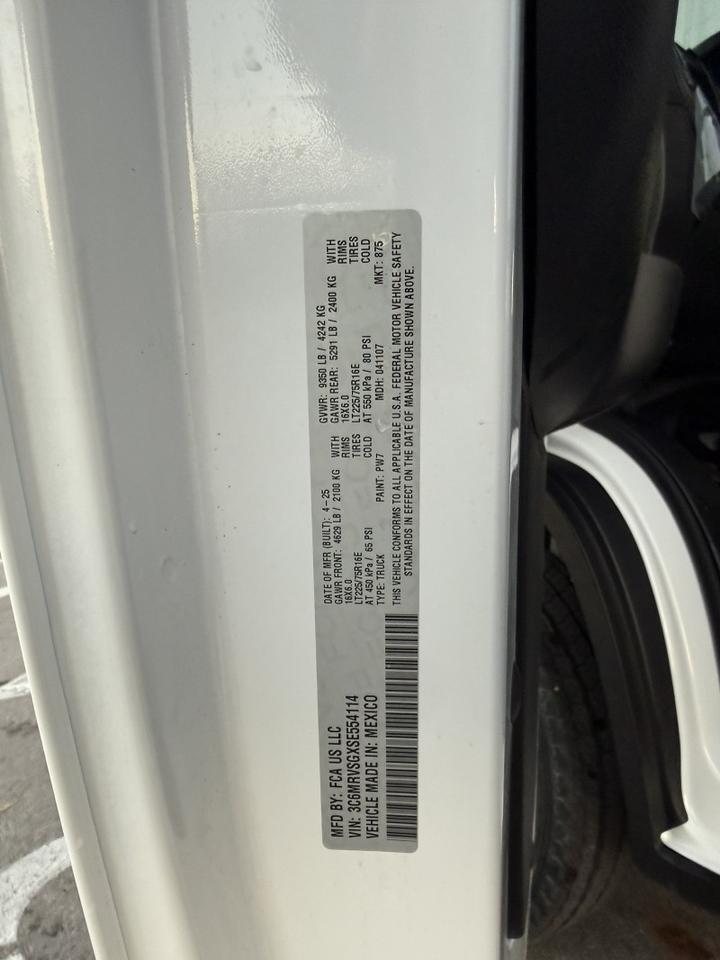 MFD BY: FCA US LLC
VIN: 3C6MRVSGXSE554114
VEHICLE MADE IN: MEXICO
DATE OF MFR (BUILT): 4-25
GAWR FRONT: 4629 LB / 2100 KG WITH
16X6.0 RIMS
LT225/75R16E TIRES
AT 450 kPa / 65 PSI COLD
GVWR: 9350 LB / 4242 KG
GAWR REAR: 5291 LB / 2400 KG WITH
16X6.0 RIMS
LT225/75R16E TIRES
AT 550 kPa / 80 PSI COLD
TYPE: TRUCK PAINT: PW7 MDH: 041107 MKT: 875
THIS VEHICLE CONFORMS TO ALL APPLICABLE U.S.A. FEDERAL MOTOR VEHICLE SAFETY
STANDARDS IN EFFECT ON THE DATE OF MANUFACTURE SHOWN ABOVE.